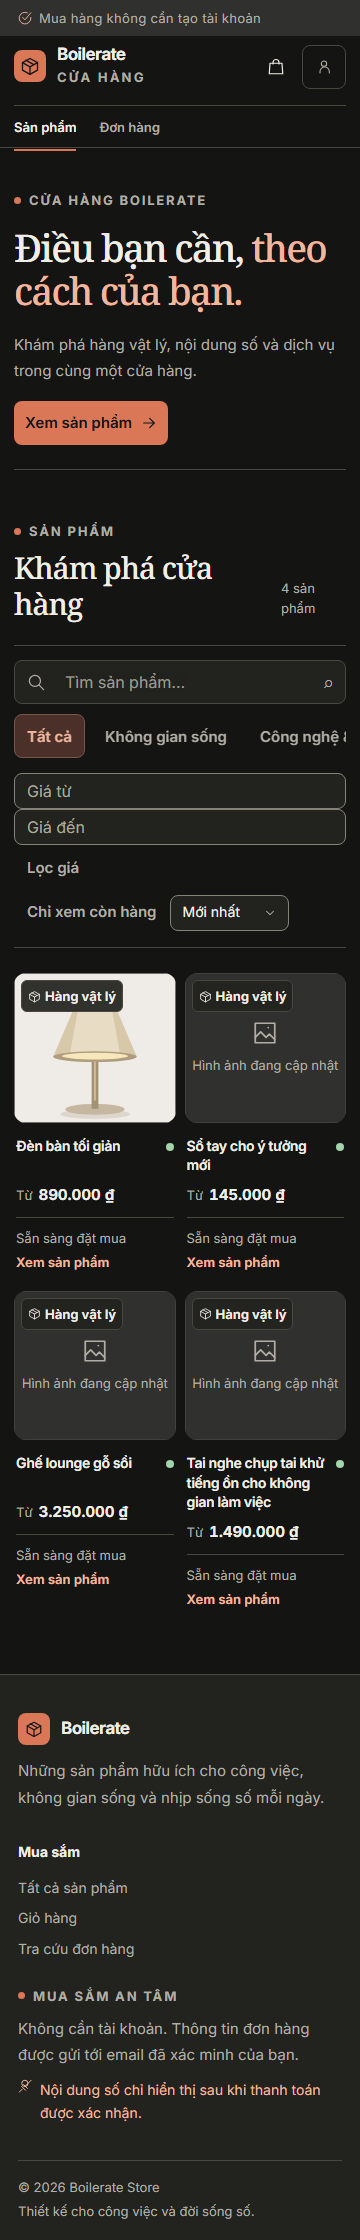 Mua hàng không cần tạo tài khoản
Boilerate
CỬA HÀNG
Sản phẩm Đơn hàng
CỬA HÀNG BOILERATE
Điều bạn cần, theo
cách của bạn.
Khám phá hàng vật lý, nội dung số và dịch vụ
trong cùng một cửa hàng.
Xem sản phẩm →
SẢN PHẨM
Khám phá cửa
hàng
4 sản
phẩm
Tìm sản phẩm...
Tất cả Không gian sống Công nghệ &
Giá từ
Giá đến
Lọc giá
Chỉ xem còn hàng Mới nhất
Hàng vật lý
Đèn bàn tối giản
Từ 890.000 ₫
Sẵn sàng đặt mua
Xem sản phẩm
Hàng vật lý
Hình ảnh đang cập nhật
Sổ tay cho ý tưởng
mới
Từ 145.000 ₫
Sẵn sàng đặt mua
Xem sản phẩm
Hàng vật lý
Hình ảnh đang cập nhật
Ghế lounge gỗ sồi
Từ 3.250.000 ₫
Sẵn sàng đặt mua
Xem sản phẩm
Hàng vật lý
Hình ảnh đang cập nhật
Tai nghe chụp tai khử
tiếng ồn cho không
gian làm việc
Từ 1.490.000 ₫
Sẵn sàng đặt mua
Xem sản phẩm
Boilerate
Những sản phẩm hữu ích cho công việc,
không gian sống và nhịp sống số mỗi ngày.
Mua sắm
Tất cả sản phẩm
Giỏ hàng
Tra cứu đơn hàng
MUA SẮM AN TÂM
Không cần tài khoản. Thông tin đơn hàng
được gửi tới email đã xác minh của bạn.
Nội dung số chỉ hiển thị sau khi thanh toán
được xác nhận.
© 2026 Boilerate Store
Thiết kế cho công việc và đời sống số.